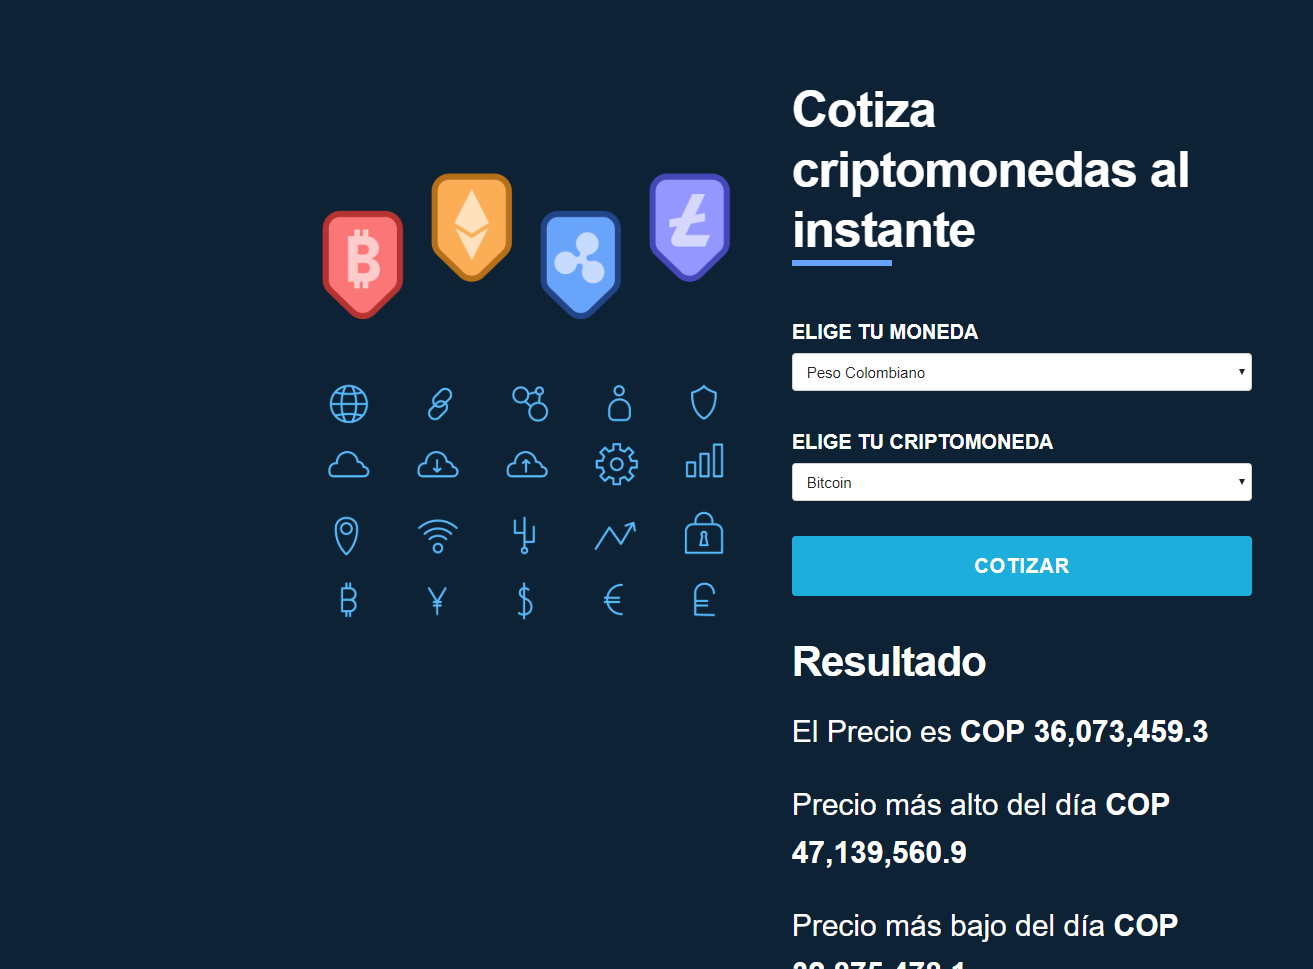 Cotiza
criptomonedas al
instante
ELIGE TU MONEDA
Peso Colombiano
ELIGE TU CRIPTOMONEDA
Bitcoin
COTIZAR
Resultado
El Precio es COP 36,073,459.3
Precio más alto del día COP
47,139,560.9
Precio más bajo del día COP